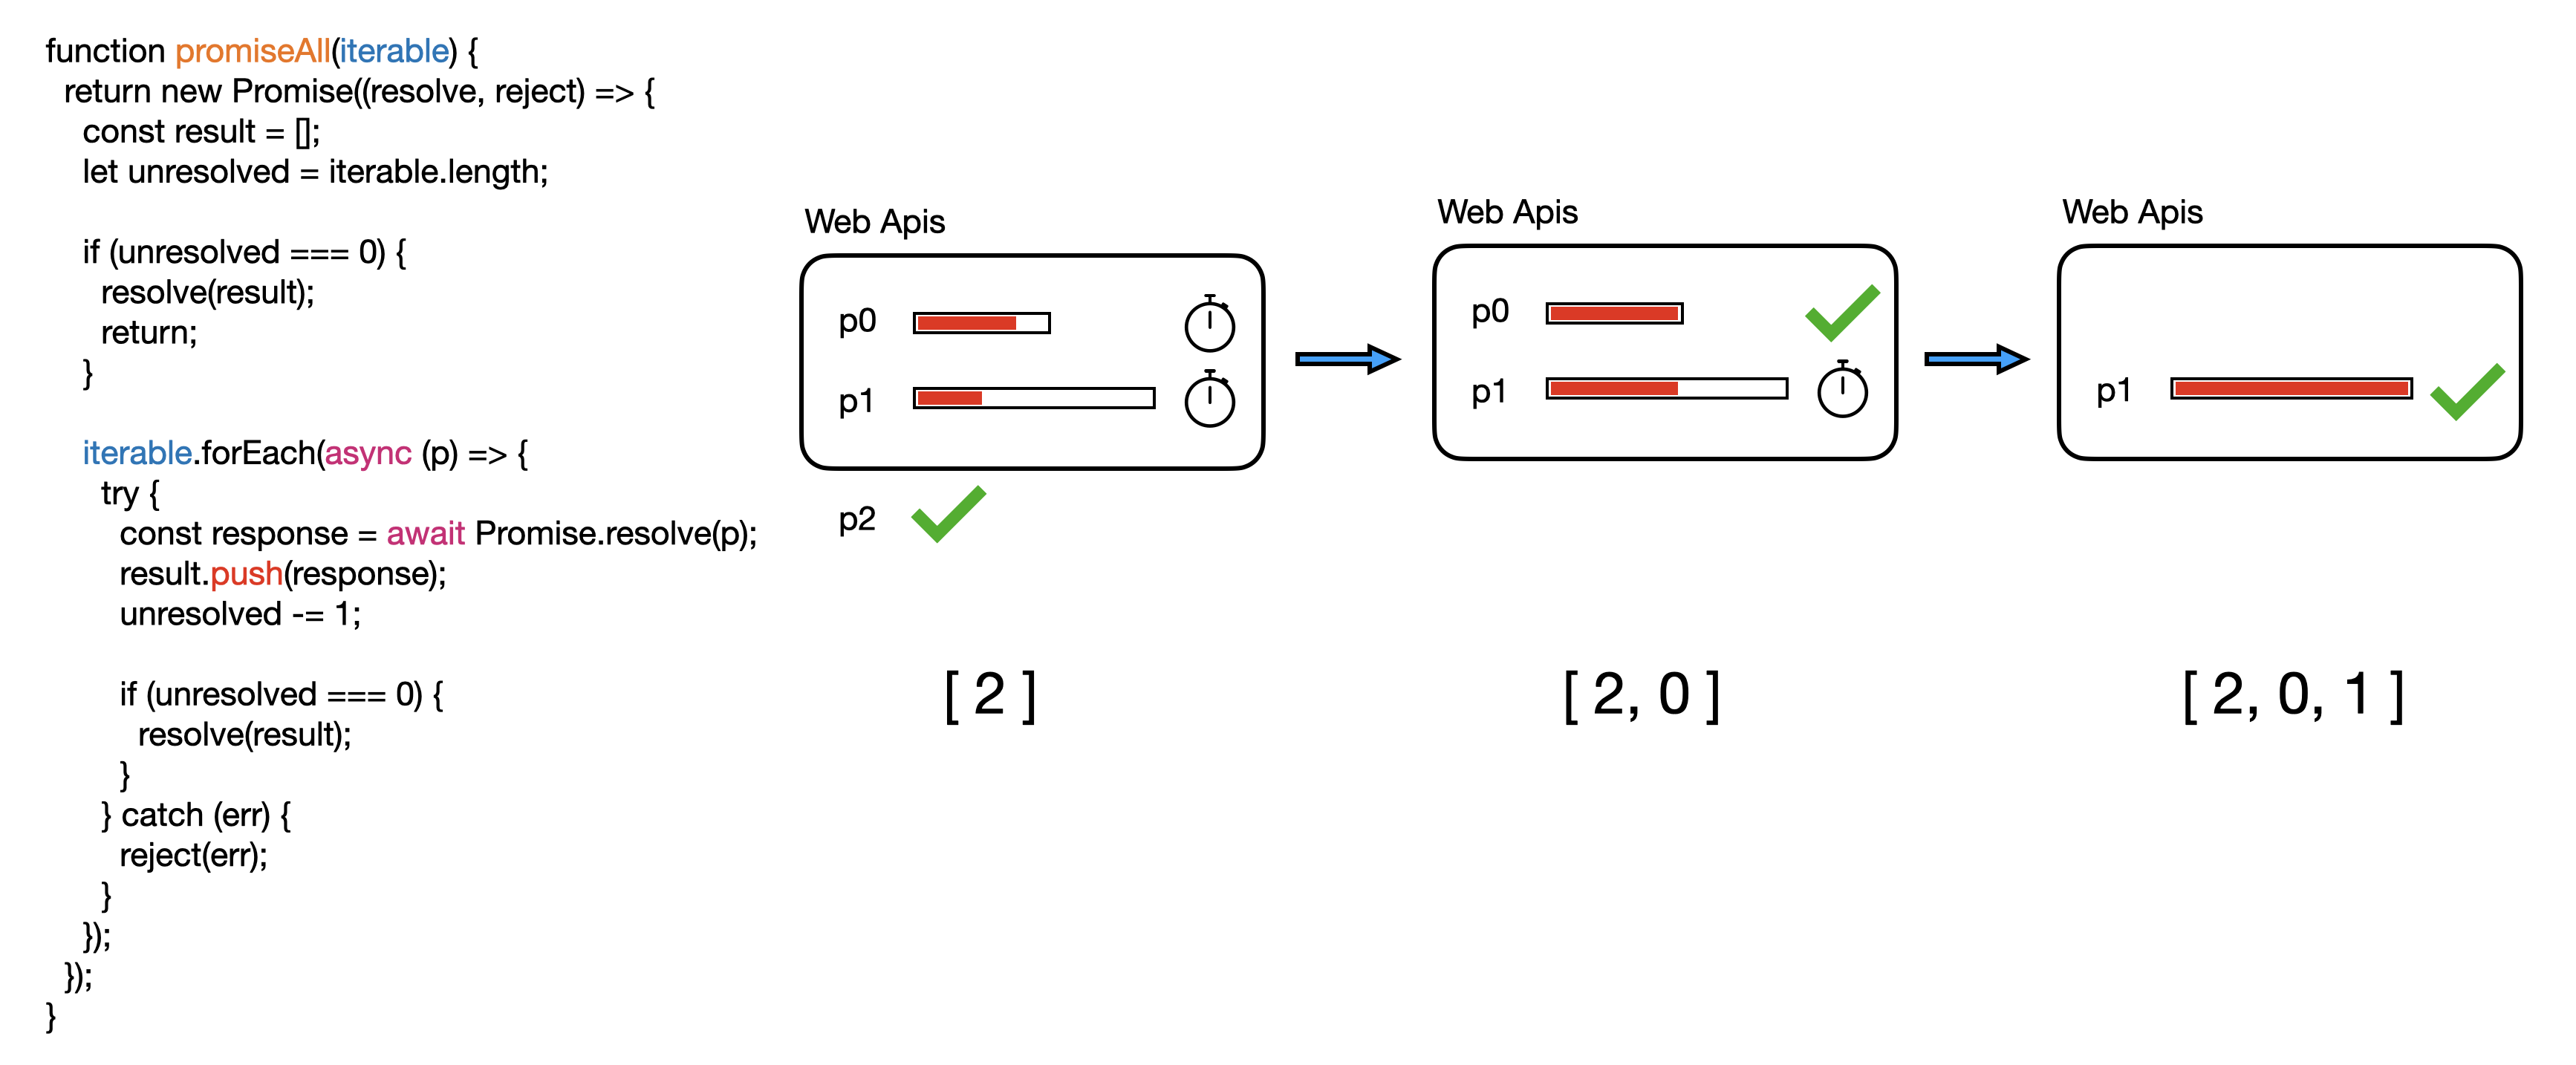 function promiseAll(iterable) {
return new Promise((resolve, reject) => {
const result = [];
let unresolved = iterable.length;
if (unresolved === 0) {
resolve(result);
return;
}
iterable.forEach(async (p) => {
try {
const response = await Promise.resolve(p);
result.push(response);
unresolved -= 1;
if (unresolved === 0) {
resolve(result);
}
} catch (err) {
reject(err);
}
});
});
}
Web Apis
p0
p1
p2
[ 2 ]
Web Apis
p0
p1
[ 2, 0 ]
Web Apis
p1
[ 2, 0, 1 ]